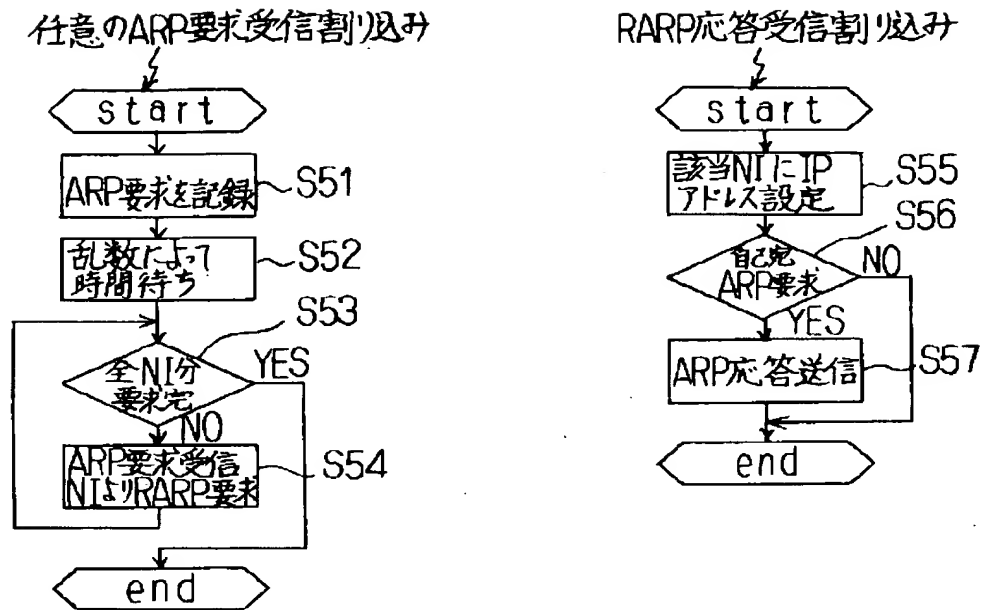 任意のARP要求受信割り込み
start
ARP要求を記録
S51
乱数によって
時間待ち
S52
S53
全NI分
要求完
YES
NO
ARP要求受信
NIよりRARP要求
S54
end
RARP応答受信割り込み
start
該当NIにIP
アドレス設定
S55
S56
自己宛
ARP要求
NO
YES
ARP応答送信
S57
end